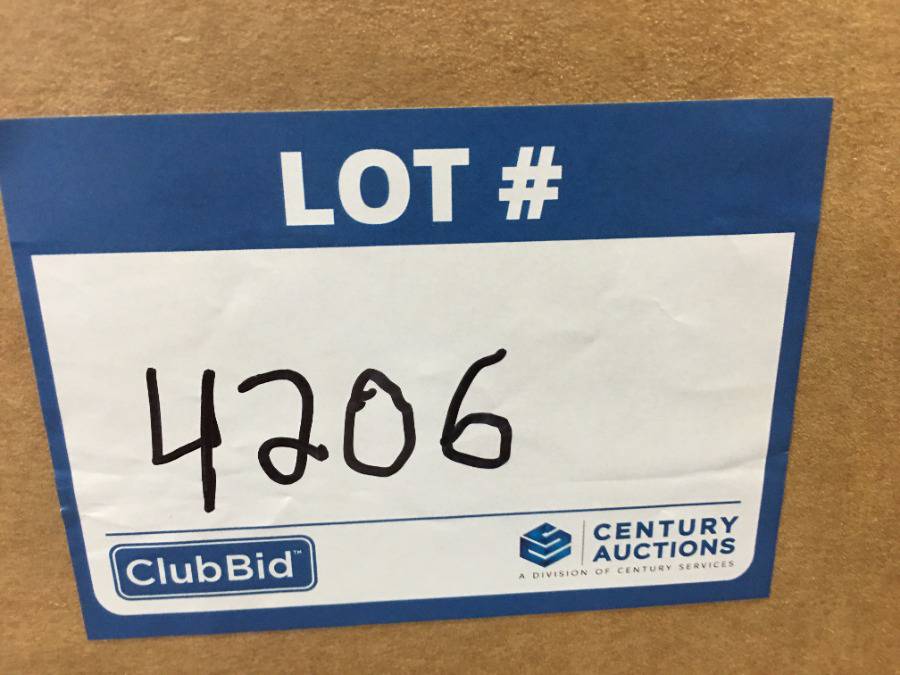 LOT #
4206
ClubBid™
CENTURY
AUCTIONS
A DIVISION OF CENTURY SERVICES